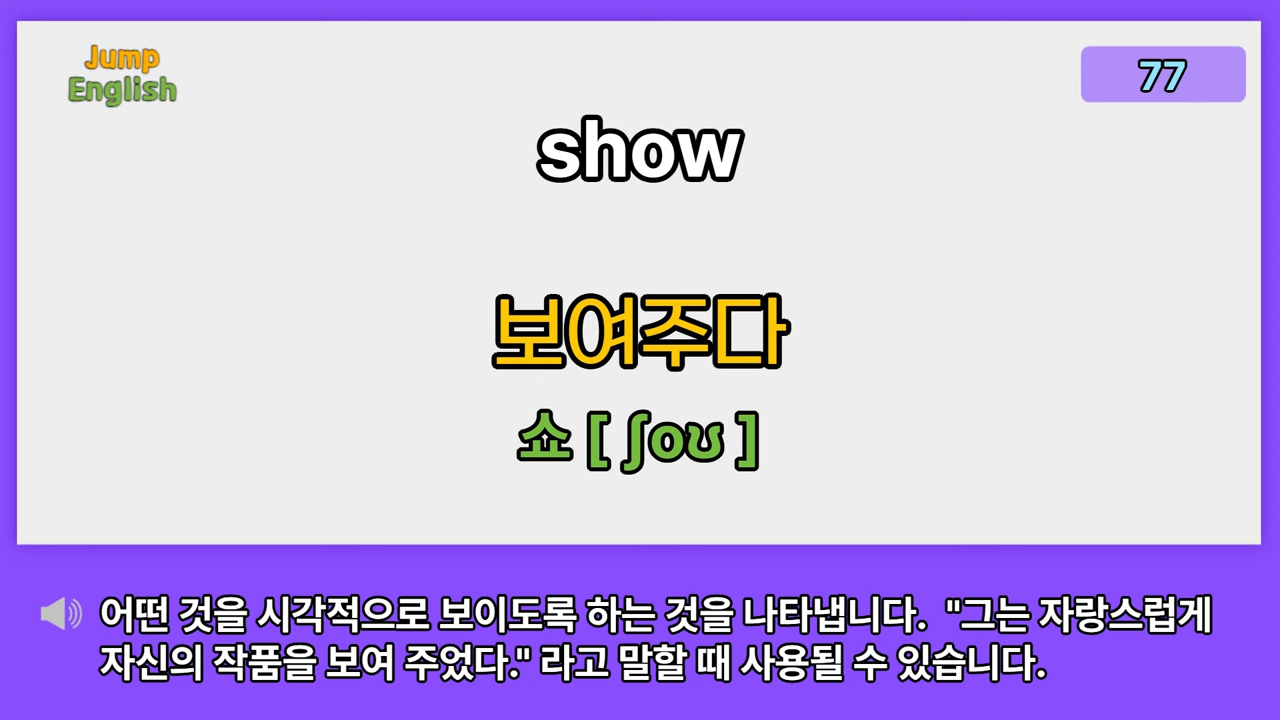 Jump
English
77
show
보여주다
쇼 [ ʃoʊ ]
어떤 것을 시각적으로 보이도록 하는 것을 나타냅니다. "그는 자랑스럽게
자신의 작품을 보여 주었다." 라고 말할 때 사용될 수 있습니다.